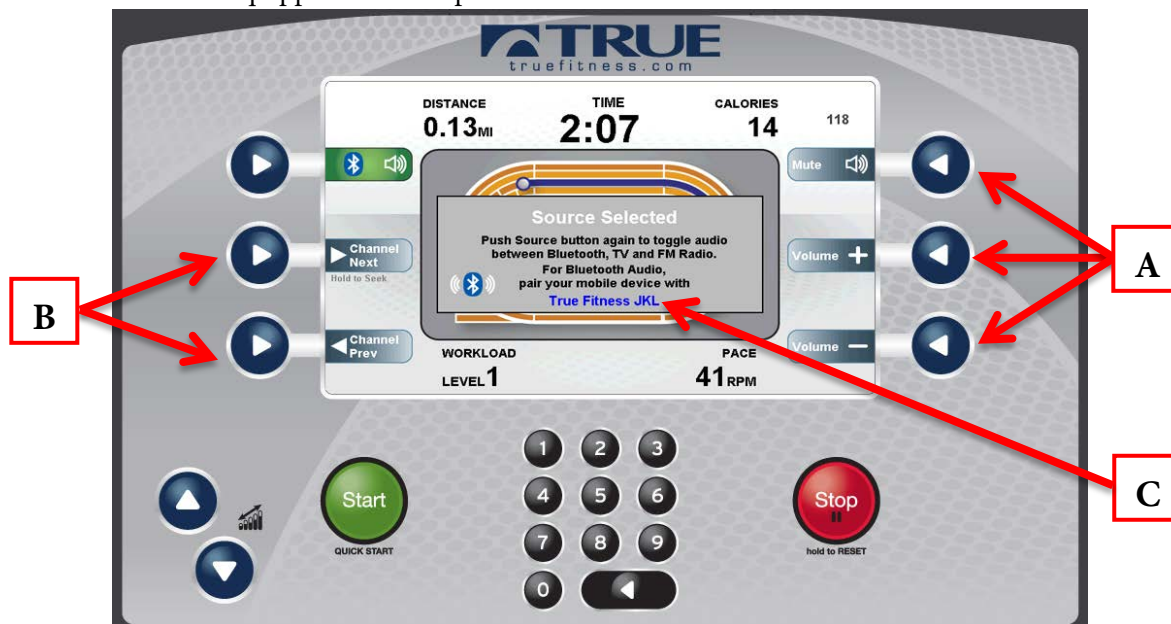 TRUE
truefitness.com
DISTANCE TIME CALORIES
0.13MI 2:07 14 118
Mute
A
Channel
Next
Hold to Seek
Source Selected
Push Source button again to toggle audio
between Bluetooth, TV and FM Radio.
For Bluetooth Audio,
pair your mobile device with
True Fitness JKL
Volume +
B
Channel
Prev
Volume −
WORKLOAD PACE
LEVEL 1 41 RPM
C
1 2 3
Start
4 5 6
Stop
QUICK START
7 8 9
hold to RESET
0